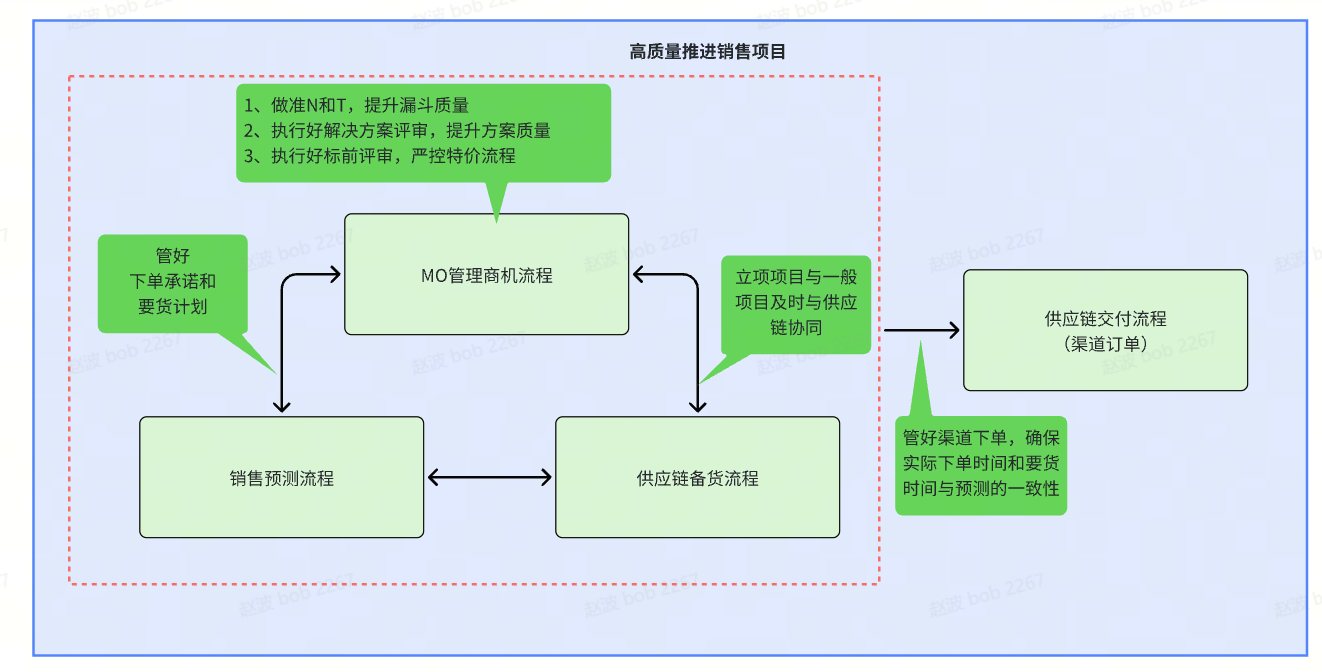 高质量推进销售项目
1、做准N和T，提升漏斗质量
2、执行好解决方案评审，提升方案质量
3、执行好标前评审，严控特价流程
管好
下单承诺和
要货计划
MO管理商机流程
立项项目与一般
项目及时与供应
链协同
供应链交付流程
（渠道订单）
销售预测流程
供应链备货流程
管好渠道下单，确保
实际下单时间和要货
时间与预测的一致性
赵波 bob 2267